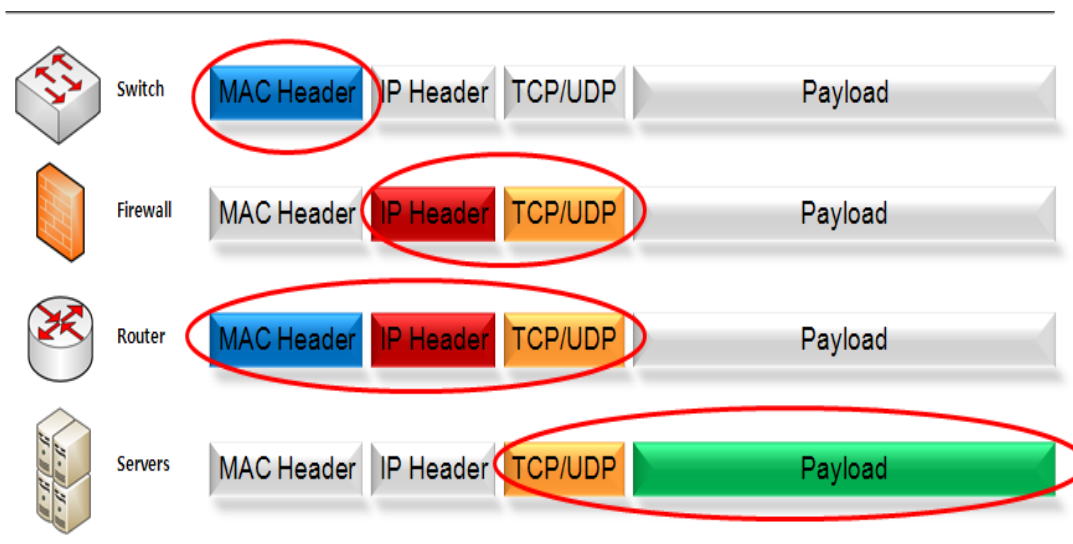 Switch MAC Header IP Header TCP/UDP Payload
Firewall MAC Header IP Header TCP/UDP Payload
Router MAC Header IP Header TCP/UDP Payload
Servers MAC Header IP Header TCP/UDP Payload